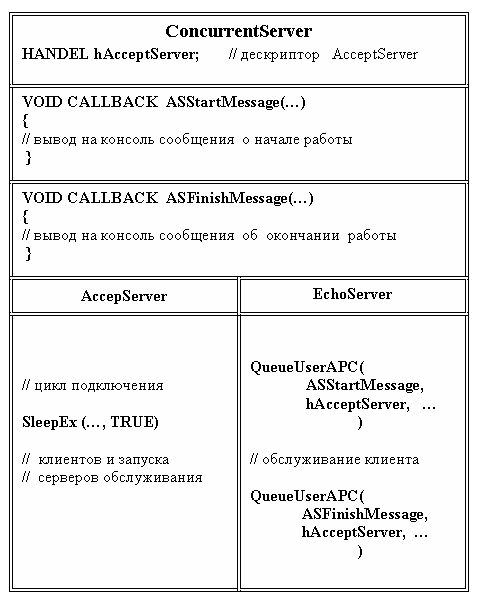 ConcurrentServer
HANDEL hAcceptServer; // дескриптор AcceptServer
VOID CALLBACK ASStartMessage(…)
{
// вывод на консоль сообщения о начале работы
}
VOID CALLBACK ASFinishMessage(…)
{
// вывод на консоль сообщения об окончании работы
}
AccepServer
// цикл подключения
SleepEx (…, TRUE)
// клиентов и запуска
// серверов обслуживания
EchoServer
QueueUserAPC(
ASStartMessage,
hAcceptServer, …
)
// обслуживание клиента
QueueUserAPC(
ASFinishMessage,
hAcceptServer, …
)